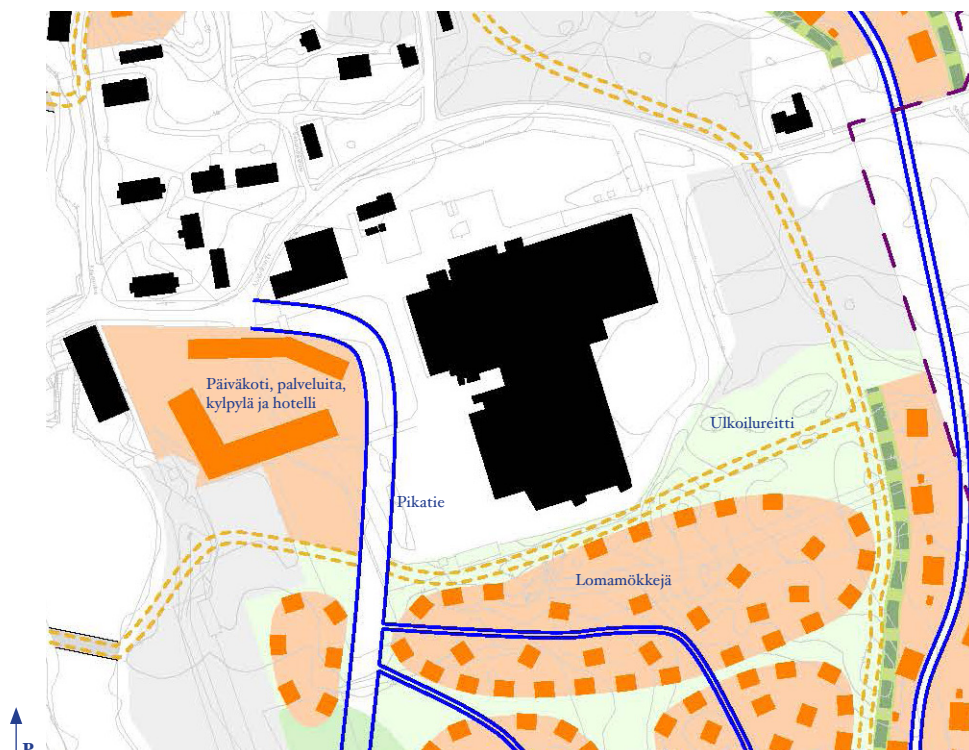 Päiväkoti, palveluita,
kylpylä ja hotelli
Ulkoilureitti
Pikatie
Lomamökkejä
P